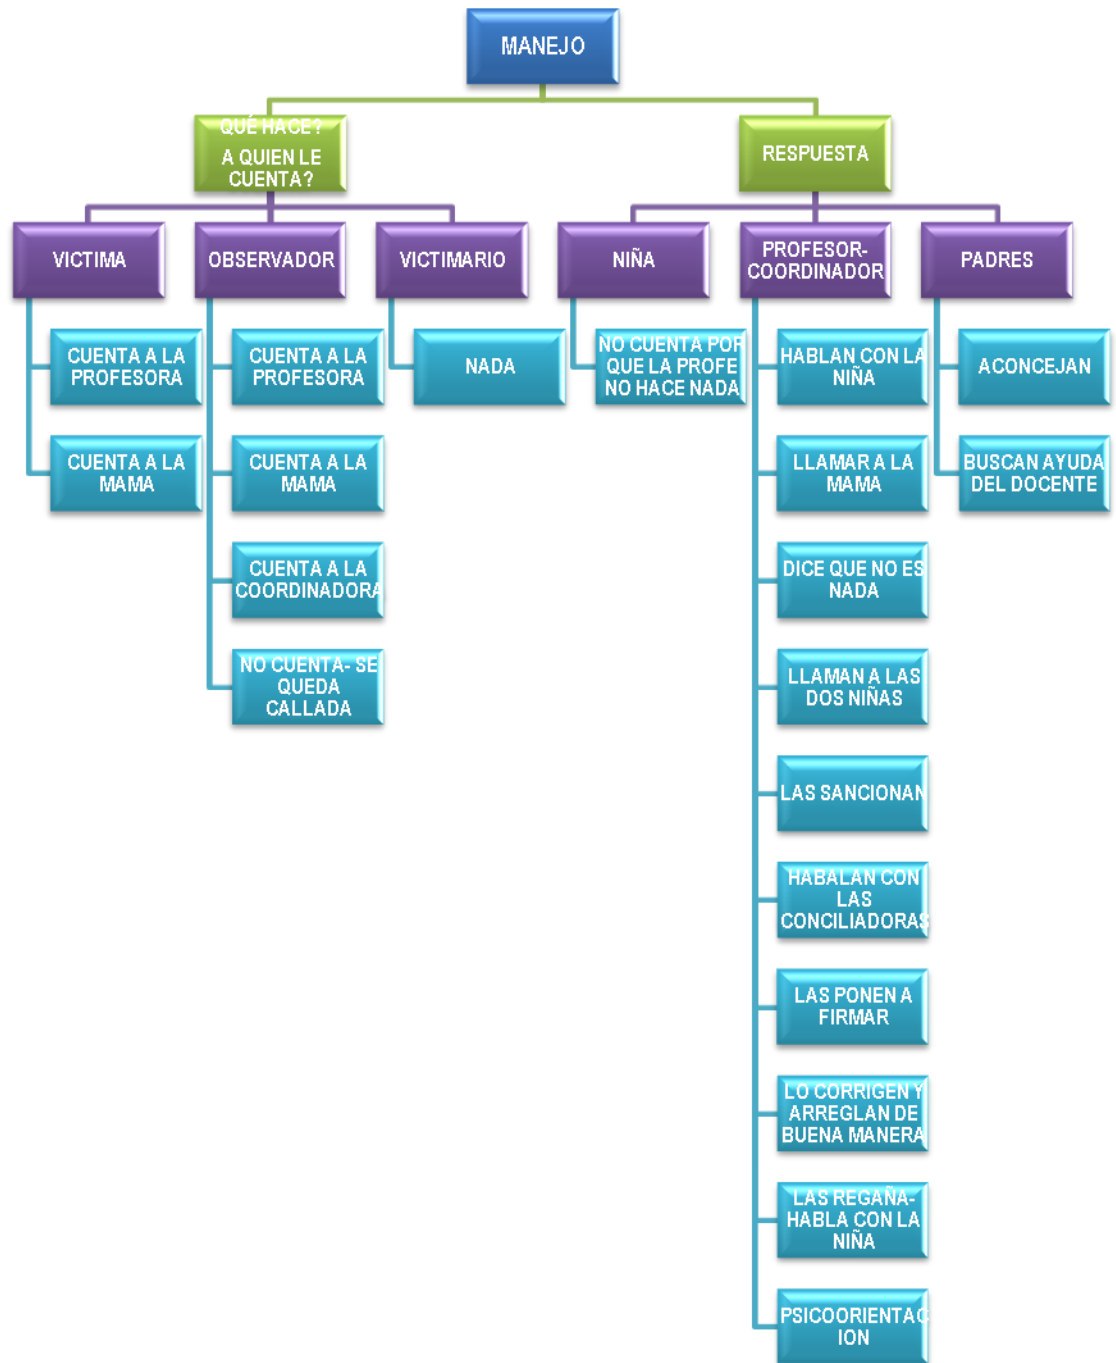 MANEJO
QUÉ HACE?
A QUIEN LE
CUENTA?
RESPUESTA
VICTIMA
OBSERVADOR
VICTIMARIO
NIÑA
PROFESOR-
COORDINADOR
PADRES
CUENTA A LA
PROFESORA
CUENTA A LA
MAMA
CUENTA A LA
PROFESORA
CUENTA A LA
MAMA
CUENTA A LA
COORDINADORA
NO CUENTA- SE
QUEDA
CALLADA
NADA
NO CUENTA POR
QUE LA PROFE
NO HACE NADA
HABLAN CON LA
NIÑA
LLAMAR A LA
MAMA
DICE QUE NO ES
NADA
LLAMAN A LAS
DOS NIÑAS
LAS SANCIONAN
HABALAN CON
LAS
CONCILIADORAS
LAS PONEN A
FIRMAR
LO CORRIGEN Y
ARREGLAN DE
BUENA MANERA
LAS REGAÑA-
HABLA CON LA
NIÑA
PSICOORIENTAC
ION
ACONCEJAN
BUSCAN AYUDA
DEL DOCENTE